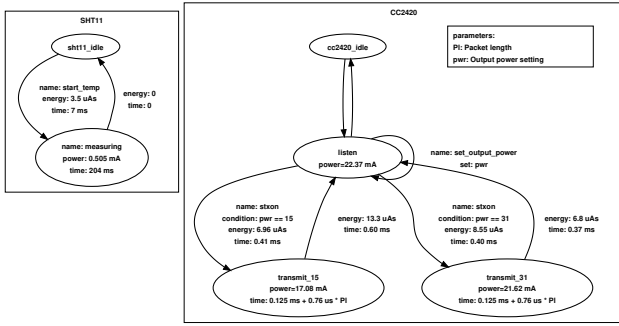 SHT11
sht11_idle
name: start_temp
energy: 3.5 uAs
time: 7 ms
energy: 0
time: 0
name: measuring
power: 0.505 mA
time: 204 ms
CC2420
cc2420_idle
parameters:
Pl: Packet length
pwr: Output power setting
listen
power=22.37 mA
name: set_output_power
set: pwr
name: stxon
condition: pwr == 15
energy: 6.96 uAs
time: 0.41 ms
energy: 13.3 uAs
time: 0.60 ms
name: stxon
condition: pwr == 31
energy: 8.55 uAs
time: 0.40 ms
energy: 6.8 uAs
time: 0.37 ms
transmit_15
power=17.08 mA
time: 0.125 ms + 0.76 us * Pl
transmit_31
power=21.62 mA
time: 0.125 ms + 0.76 us * Pl